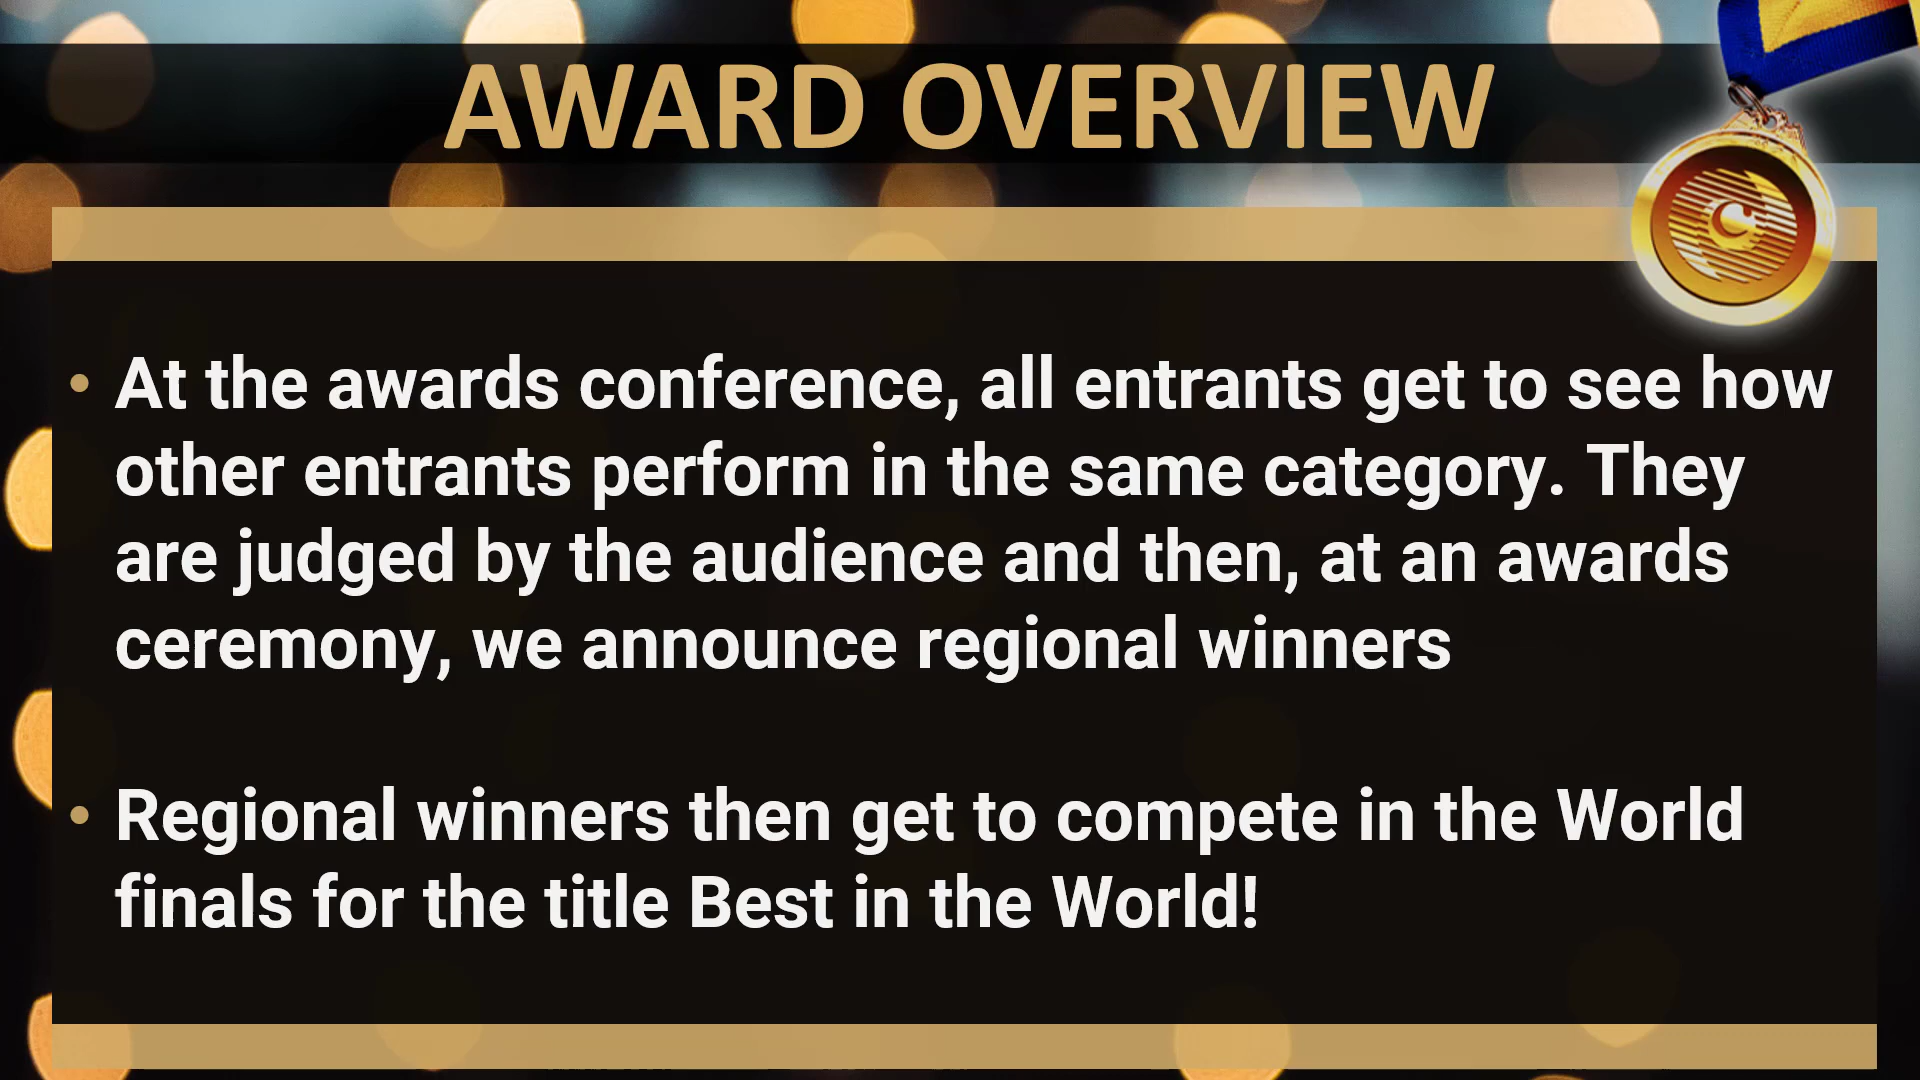 AWARD OVERVIEW
• At the awards conference, all entrants get to see how
other entrants perform in the same category. They
are judged by the audience and then, at an awards
ceremony, we announce regional winners
• Regional winners then get to compete in the World
finals for the title Best in the World!